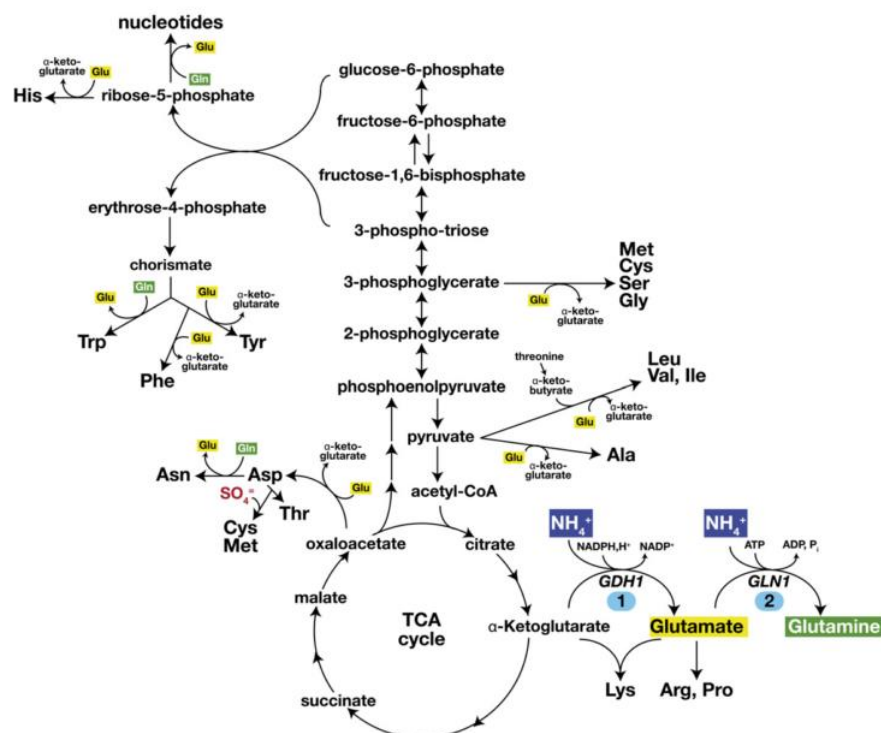 nucleotides
Glu
Gln
α-keto-
glutarate
Glu
His
ribose-5-phosphate
glucose-6-phosphate
fructose-6-phosphate
fructose-1,6-bisphosphate
erythrose-4-phosphate
3-phospho-triose
chorismate
3-phosphoglycerate
Met
Cys
Ser
Gly
Glu
α-keto-
glutarate
Glu
Gln
Glu
α-keto-
glutarate
Trp
Glu
α-keto-
glutarate
Tyr
Phe
2-phosphoglycerate
phosphoenolpyruvate
threonine
α-keto-
butyrate
Leu
Val, Ile
Glu
α-keto-
glutarate
pyruvate
Glu
α-keto-
glutarate
Ala
acetyl-CoA
Glu
Gln
α-keto-
glutarate
Glu
Asn
Asp
SO₄⁼
Thr
Cys
Met
oxaloacetate
citrate
malate
TCA
cycle
succinate
α-Ketoglutarate
NH₄⁺
NADPH,H⁺
NADP⁺
GDH1
1
Glutamate
NH₄⁺
ATP
ADP, Pᵢ
GLN1
2
Glutamine
Lys
Arg, Pro